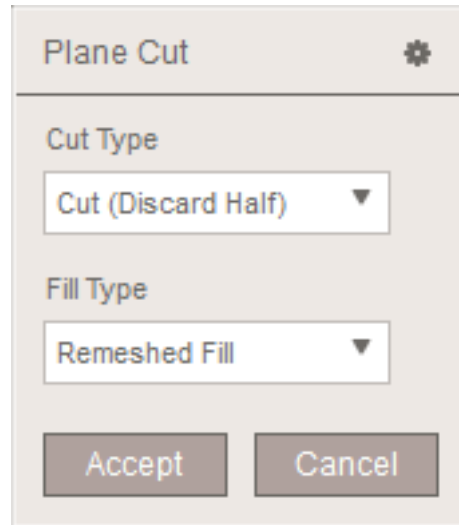 Plane Cut
Cut Type
Cut (Discard Half)
Fill Type
Remeshed Fill
Accept Cancel